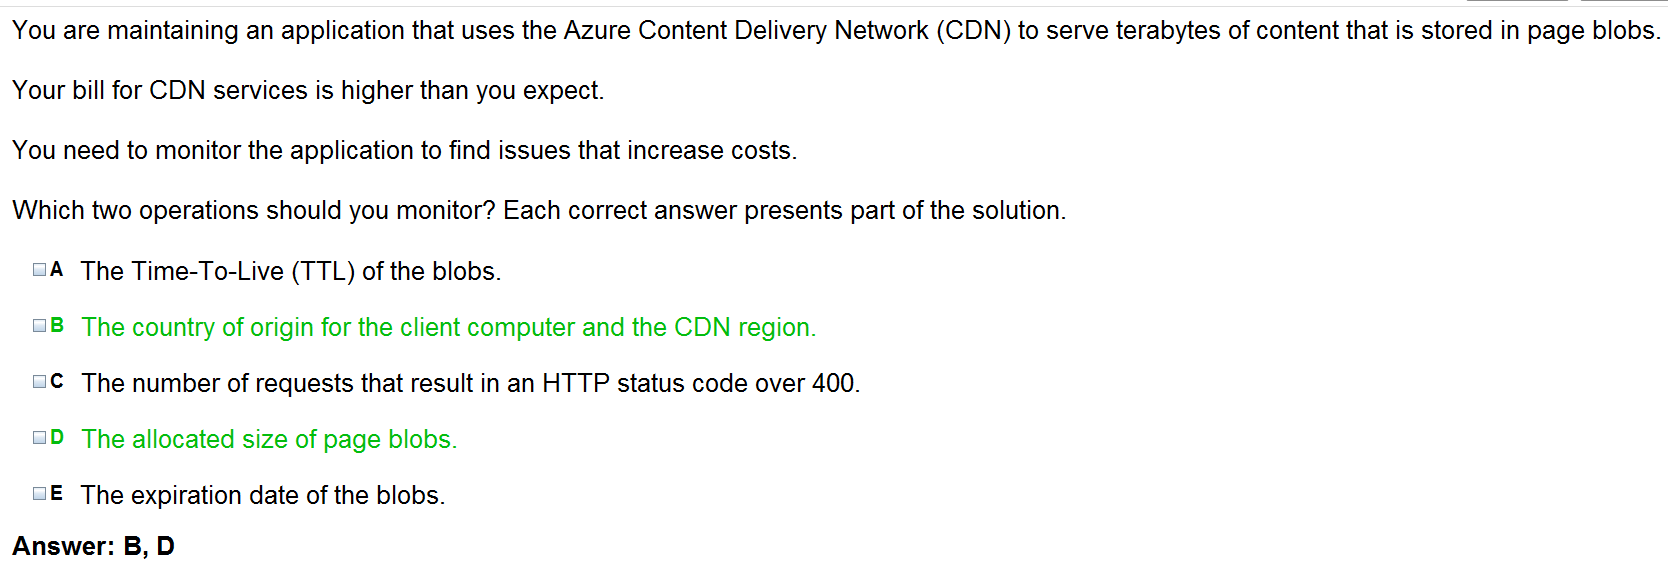 You are maintaining an application that uses the Azure Content Delivery Network (CDN) to serve terabytes of content that is stored in page blobs.
Your bill for CDN services is higher than you expect.
You need to monitor the application to find issues that increase costs.
Which two operations should you monitor? Each correct answer presents part of the solution.
A The Time-To-Live (TTL) of the blobs.
B The country of origin for the client computer and the CDN region.
C The number of requests that result in an HTTP status code over 400.
D The allocated size of page blobs.
E The expiration date of the blobs.
Answer: B, D